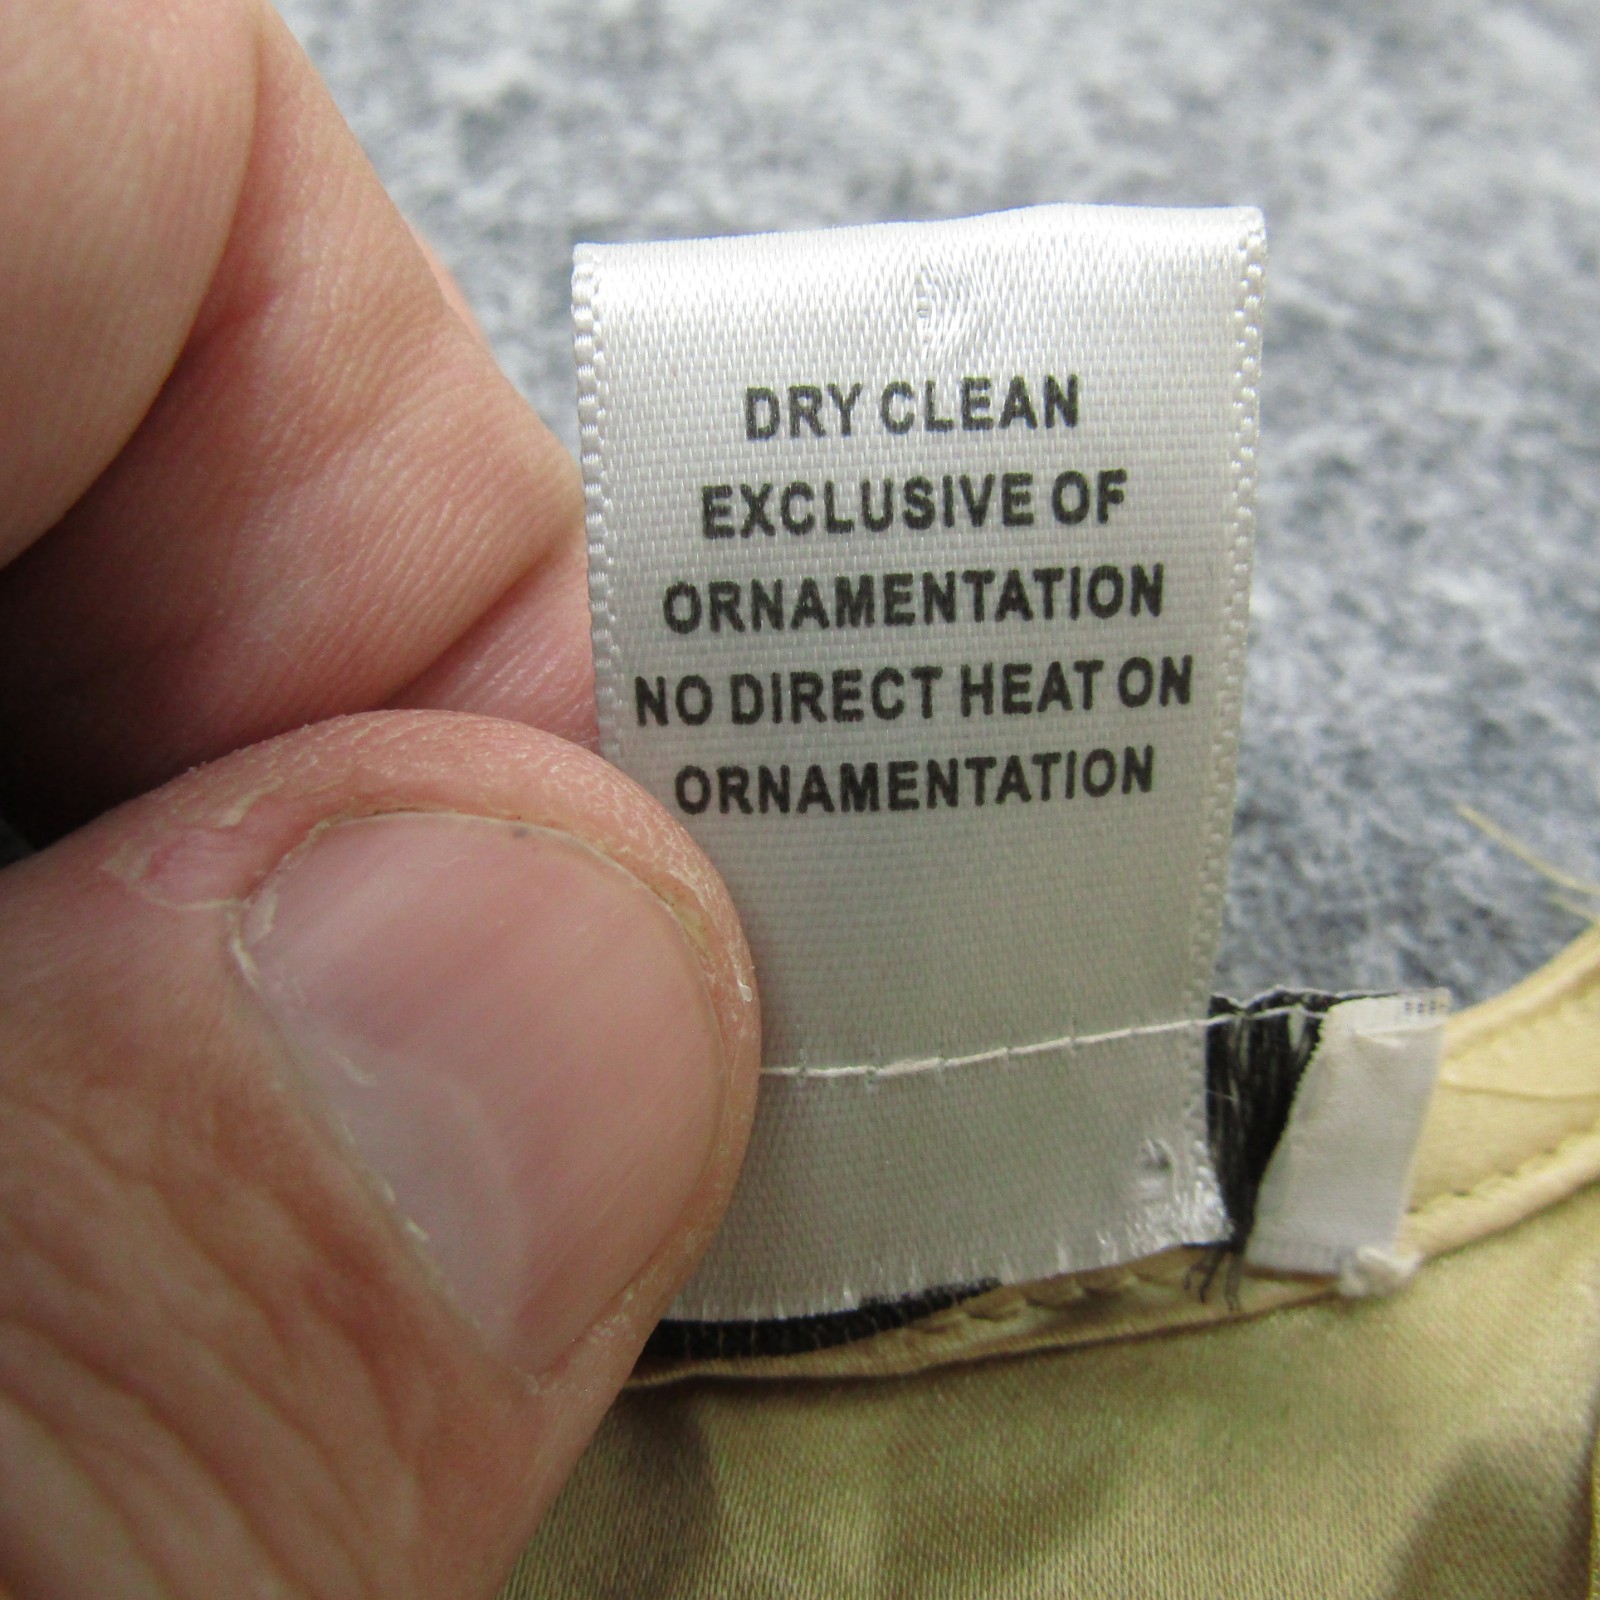 DRY CLEAN
EXCLUSIVE OF
ORNAMENTATION
NO DIRECT HEAT ON
ORNAMENTATION